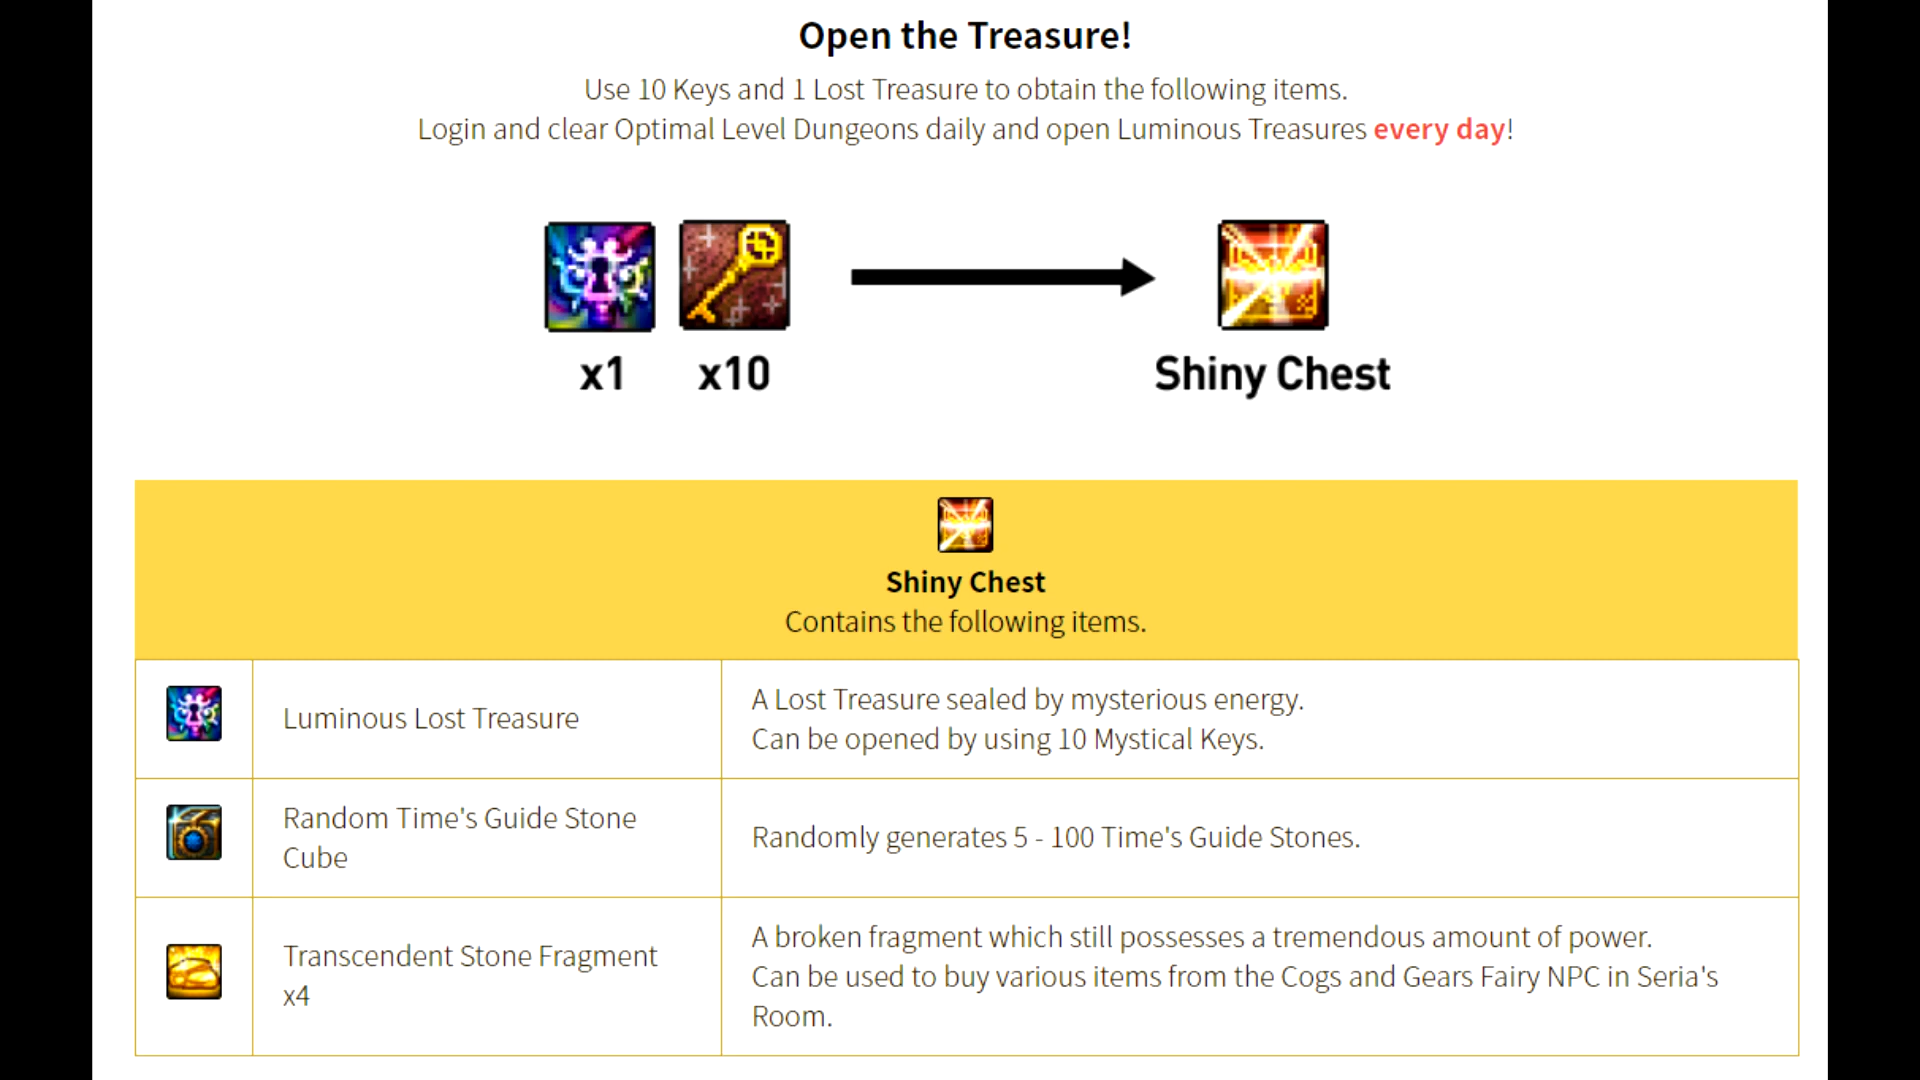 Open the Treasure!
Use 10 Keys and 1 Lost Treasure to obtain the following items.
Login and clear Optimal Level Dungeons daily and open Luminous Treasures every day!
x1 x10
Shiny Chest
Shiny Chest
Contains the following items.
Luminous Lost Treasure
A Lost Treasure sealed by mysterious energy.
Can be opened by using 10 Mystical Keys.
Random Time's Guide Stone
Cube
Randomly generates 5 - 100 Time's Guide Stones.
Transcendent Stone Fragment
x4
A broken fragment which still possesses a tremendous amount of power.
Can be used to buy various items from the Cogs and Gears Fairy NPC in Seria's
Room.